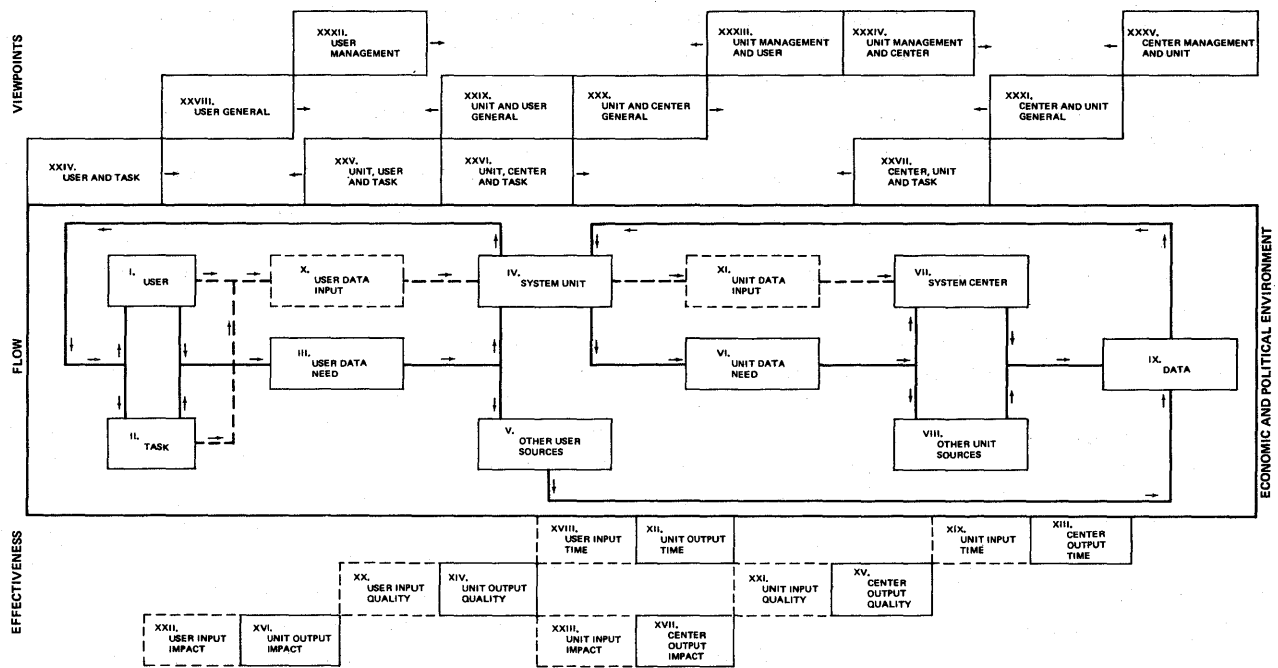 VIEWPOINTS
XXXII.
USER
MANAGEMENT
XXXIII.
UNIT MANAGEMENT
AND USER
XXXIV.
UNIT MANAGEMENT
AND CENTER
XXXV.
CENTER MANAGEMENT
AND UNIT
XXVIII.
USER GENERAL
XXIX.
UNIT AND USER
GENERAL
XXX.
UNIT AND CENTER
GENERAL
XXXI.
CENTER AND UNIT
GENERAL
XXIV.
USER AND TASK
XXV.
UNIT, USER
AND TASK
XXVI.
UNIT, CENTER
AND TASK
XXVII.
CENTER, UNIT
AND TASK
FLOW
I.
USER
X.
USER DATA
INPUT
IV.
SYSTEM UNIT
XI.
UNIT DATA
INPUT
VII.
SYSTEM CENTER
III.
USER DATA
NEED
VI.
UNIT DATA
NEED
IX.
DATA
II.
TASK
V.
OTHER USER
SOURCES
VIII.
OTHER UNIT
SOURCES
ECONOMIC AND POLITICAL ENVIRONMENT
EFFECTIVENESS
XVIII.
USER INPUT
TIME
XII.
UNIT OUTPUT
TIME
XIX.
UNIT INPUT
TIME
XIII.
CENTER
OUTPUT
TIME
XX.
USER INPUT
QUALITY
XIV.
UNIT OUTPUT
QUALITY
XXI.
UNIT INPUT
QUALITY
XV.
CENTER
OUTPUT
QUALITY
XXII.
USER INPUT
IMPACT
XVI.
UNIT OUTPUT
IMPACT
XXIII.
UNIT INPUT
IMPACT
XVII.
CENTER
OUTPUT
IMPACT